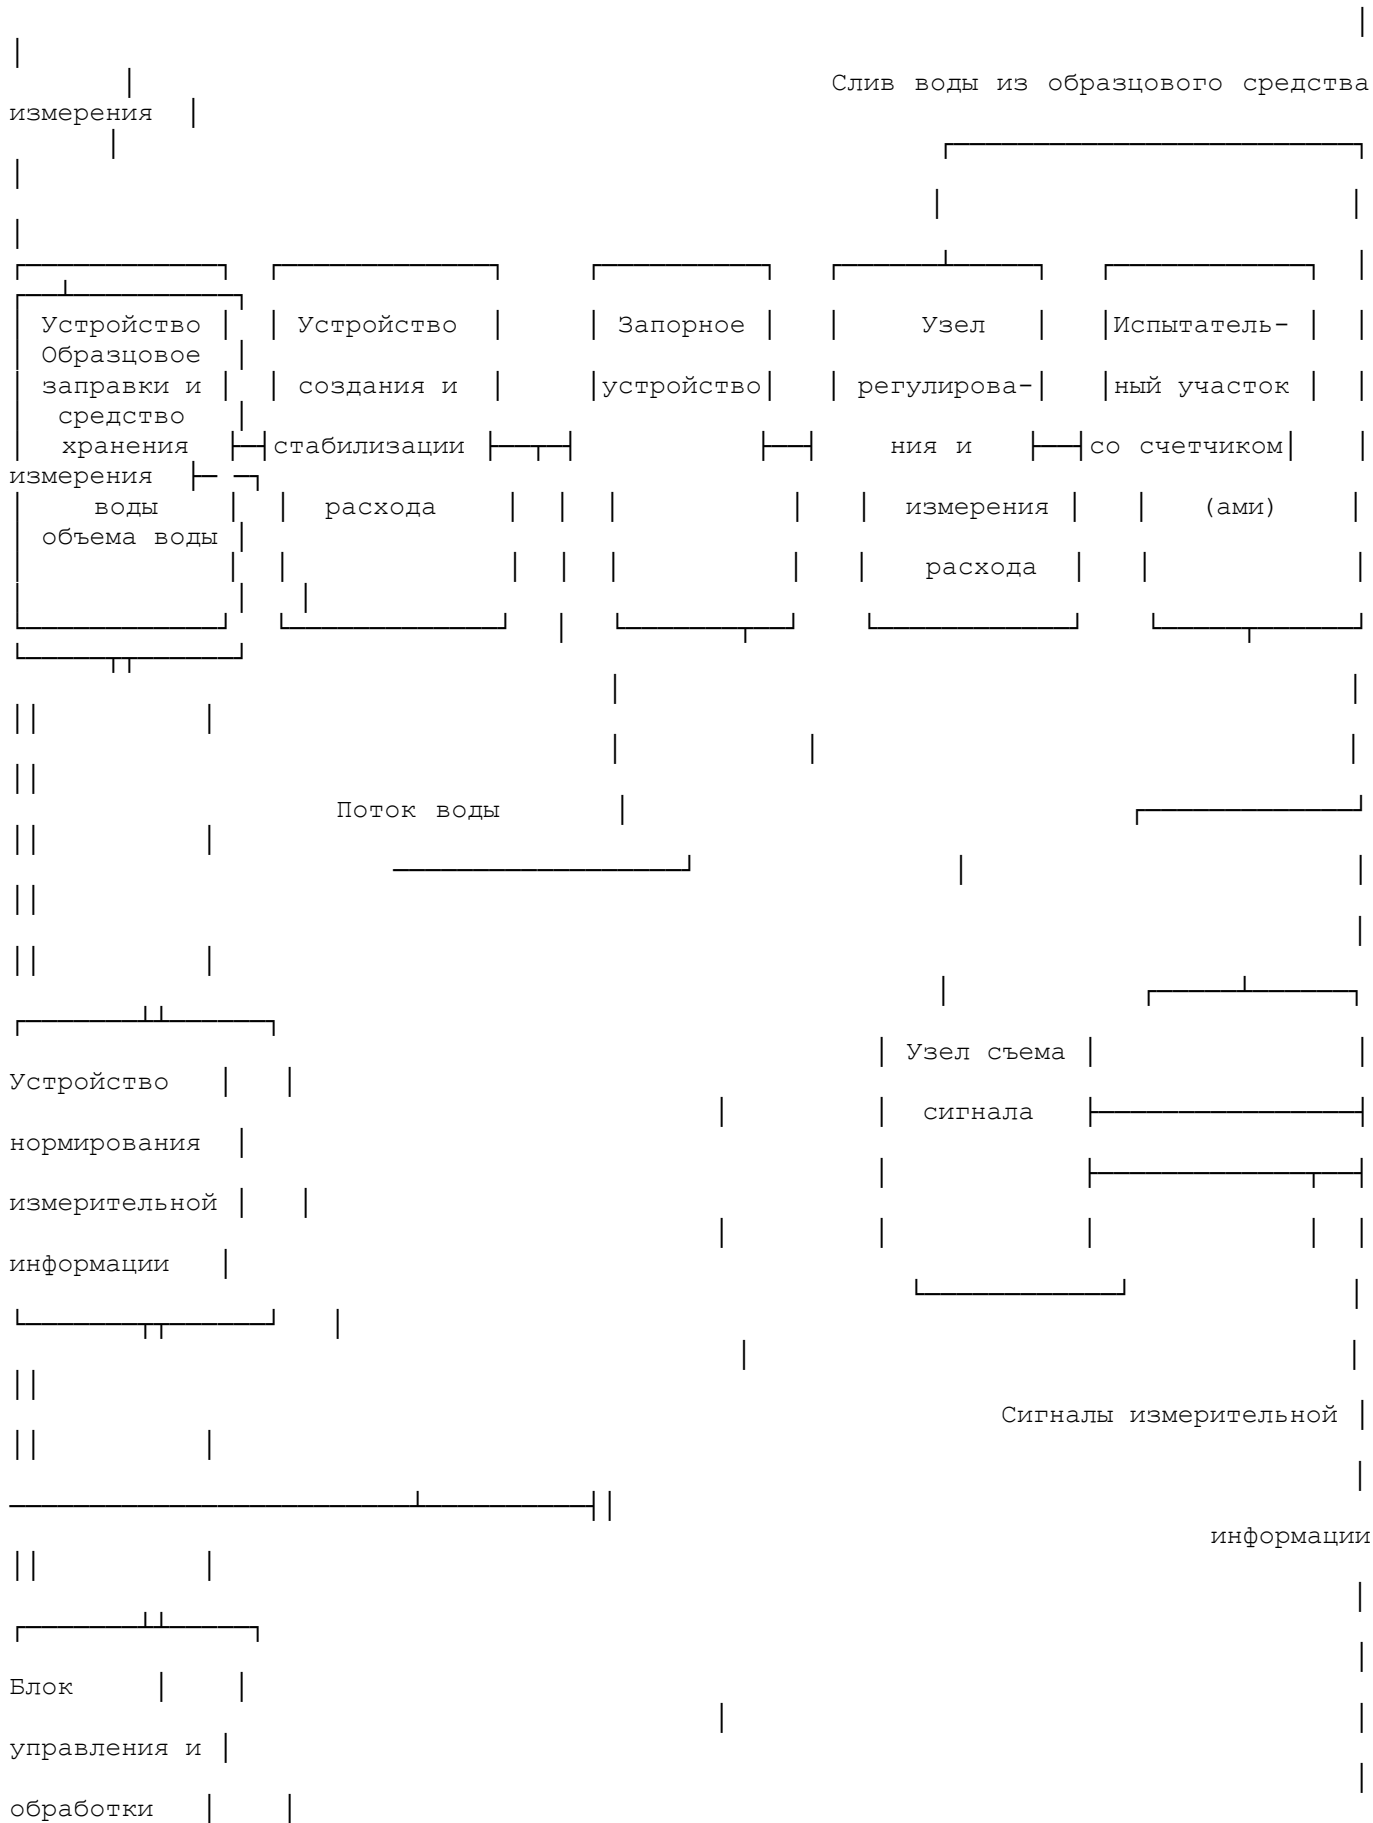 Слив воды из образцового средства
измерения
Устройство Устройство Запорное Узел Испытатель-
Образцовое
заправки и создания и устройство регулирова- ный участок
средство
хранения стабилизации ния и со счетчиком
измерения
воды расхода измерения (ами)
объема воды
расхода
Поток воды
Узел съема
Устройство
сигнала
нормирования
измерительной
информации
Сигналы измерительной
информации
Блок
управления и
обработки